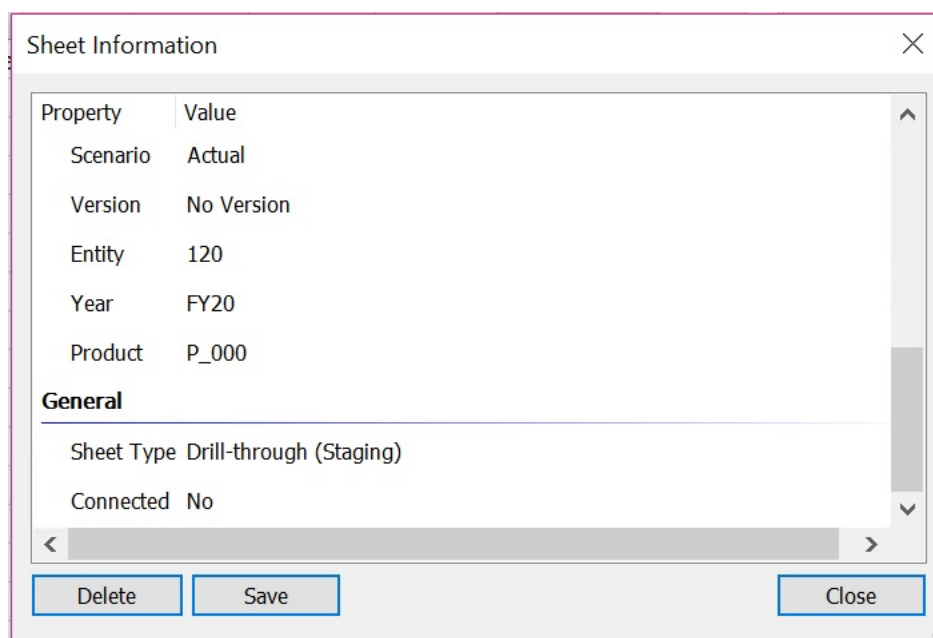 Sheet Information
Property Value
Scenario Actual
Version No Version
Entity 120
Year FY20
Product P_000
General
Sheet Type Drill-through (Staging)
Connected No
Delete Save Close